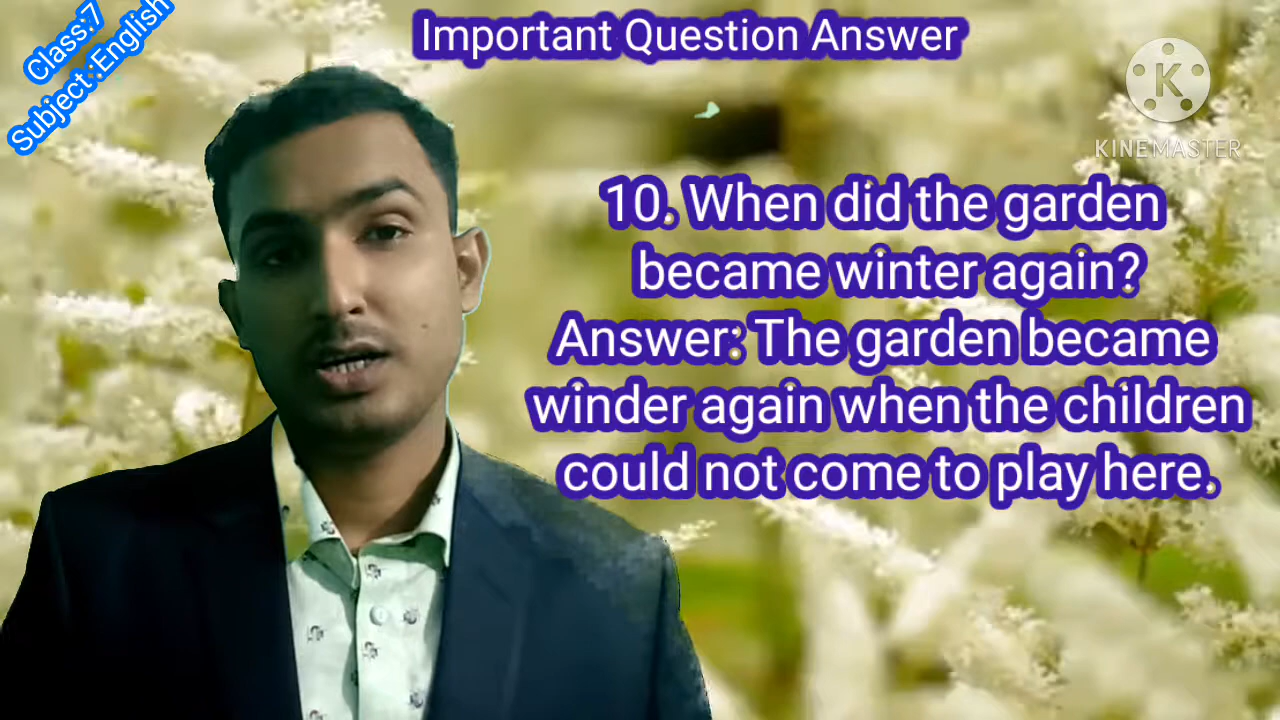 Class:7
Subject :English
Important Question Answer
KINEMASTER
10. When did the garden
became winter again?
Answer: The garden became
winder again when the children
could not come to play here.